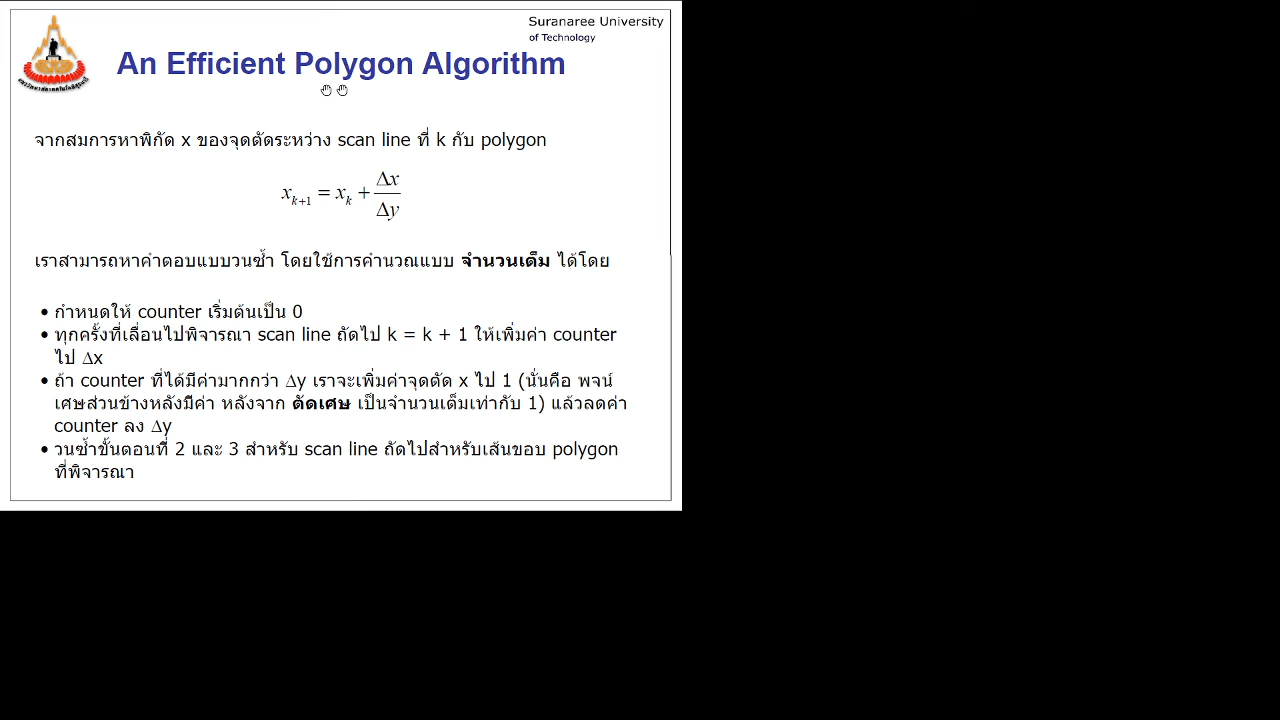 Suranaree University
of Technology
An Efficient Polygon Algorithm
จากสมการหาพิกัด x ของจุดตัดระหว่าง scan line ที่ k กับ polygon
xₖ₊₁ = xₖ + Δx/Δy
เราสามารถหาคำตอบแบบวนซ้ำ โดยใช้การคำนวณแบบ จำนวนเต็ม ได้โดย
• กำหนดให้ counter เริ่มต้นเป็น 0
• ทุกครั้งที่เลื่อนไปพิจารณา scan line ถัดไป k = k + 1 ให้เพิ่มค่า counter
ไป Δx
• ถ้า counter ที่ได้มีค่ามากกว่า Δy เราจะเพิ่มค่าจุดตัด x ไป 1 (นั่นคือ พจน์
เศษส่วนข้างหลังมีค่า หลังจาก ตัดเศษ เป็นจำนวนเต็มเท่ากับ 1) แล้วลดค่า
counter ลง Δy
• วนซ้ำขั้นตอนที่ 2 และ 3 สำหรับ scan line ถัดไปสำหรับเส้นขอบ polygon
ที่พิจารณา